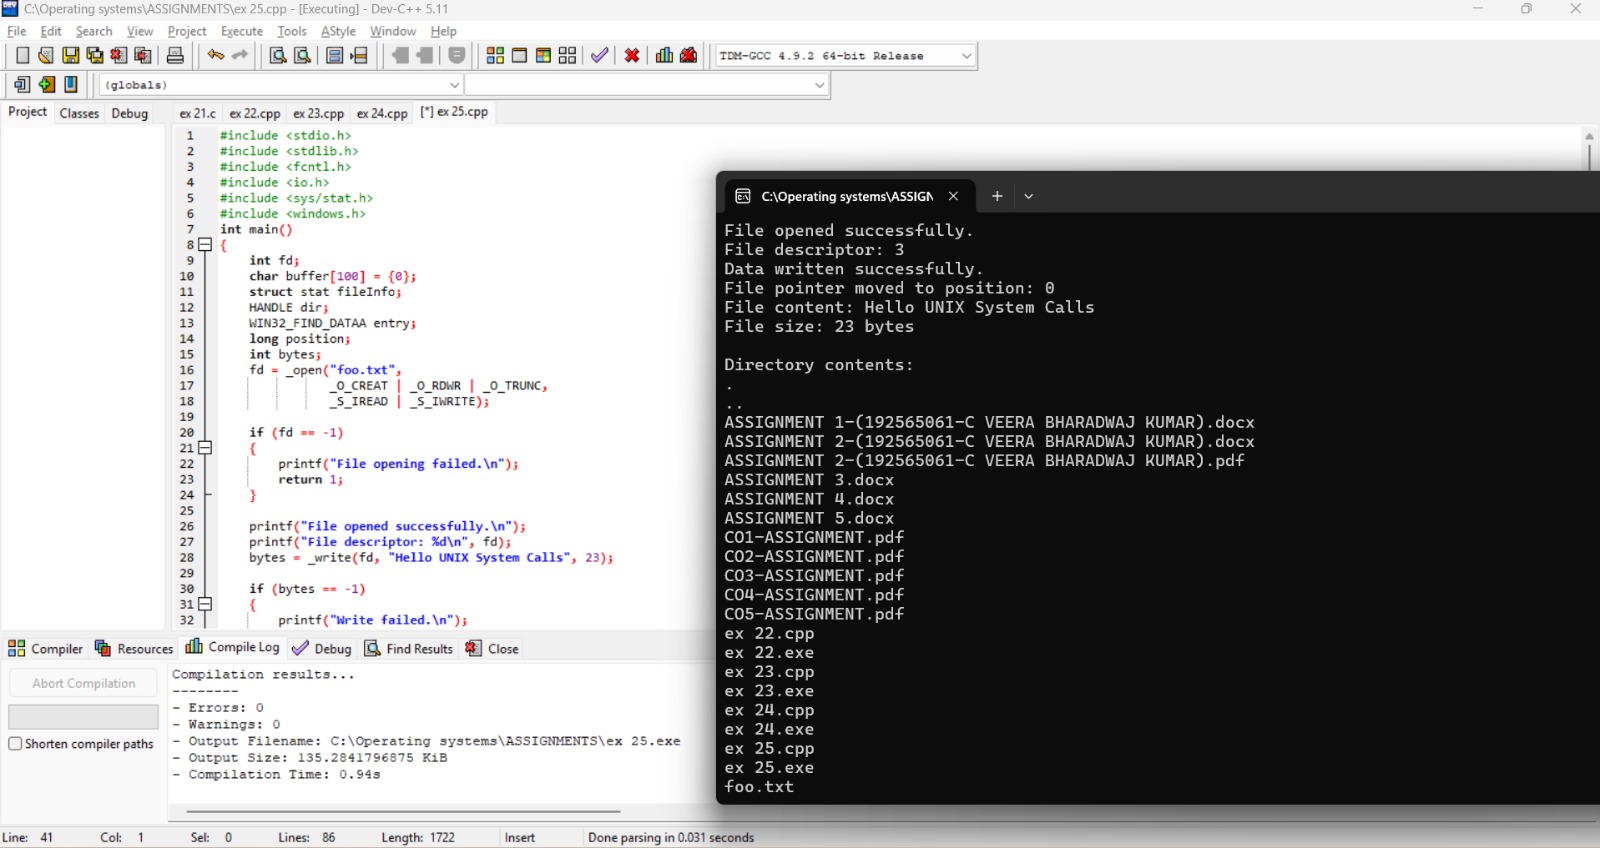 C:\Operating systems\ASSIGNMENTS\ex 25.cpp - [Executing] - Dev-C++ 5.11
File Edit Search View Project Execute Tools AStyle Window Help
TDM-GCC 4.9.2 64-bit Release
(globals)
Project Classes Debug ex 21.c ex 22.cpp ex 23.cpp ex 24.cpp [*] ex 25.cpp
1 #include <stdio.h>
2 #include <stdlib.h>
3 #include <fcntl.h>
4 #include <io.h>
5 #include <sys/stat.h>
6 #include <windows.h>
7 int main()
8 {
9 int fd;
10 char buffer[100] = {0};
11 struct stat fileInfo;
12 HANDLE dir;
13 WIN32_FIND_DATAA entry;
14 long position;
15 int bytes;
16 fd = _open("foo.txt",
17 _O_CREAT | _O_RDWR | _O_TRUNC,
18 _S_IREAD | _S_IWRITE);
19
20 if (fd == -1)
21 {
22 printf("File opening failed.\n");
23 return 1;
24 }
25
26 printf("File opened successfully.\n");
27 printf("File descriptor: %d\n", fd);
28 bytes = _write(fd, "Hello UNIX System Calls", 23);
29
30 if (bytes == -1)
31 {
32 printf("Write failed.\n");
C:\Operating systems\ASSIGN
File opened successfully.
File descriptor: 3
Data written successfully.
File pointer moved to position: 0
File content: Hello UNIX System Calls
File size: 23 bytes
Directory contents:
.
..
ASSIGNMENT 1-(192565061-C VEERA BHARADWAJ KUMAR).docx
ASSIGNMENT 2-(192565061-C VEERA BHARADWAJ KUMAR).docx
ASSIGNMENT 2-(192565061-C VEERA BHARADWAJ KUMAR).pdf
ASSIGNMENT 3.docx
ASSIGNMENT 4.docx
ASSIGNMENT 5.docx
CO1-ASSIGNMENT.pdf
CO2-ASSIGNMENT.pdf
CO3-ASSIGNMENT.pdf
CO4-ASSIGNMENT.pdf
CO5-ASSIGNMENT.pdf
ex 22.cpp
ex 22.exe
ex 23.cpp
ex 23.exe
ex 24.cpp
ex 24.exe
ex 25.cpp
ex 25.exe
foo.txt
Compiler Resources Compile Log Debug Find Results Close
Abort Compilation
Shorten compiler paths
Compilation results...
--------
- Errors: 0
- Warnings: 0
- Output Filename: C:\Operating systems\ASSIGNMENTS\ex 25.exe
- Output Size: 135.2841796875 KiB
- Compilation Time: 0.94s
Line: 41 Col: 1 Sel: 0 Lines: 86 Length: 1722 Insert Done parsing in 0.031 seconds